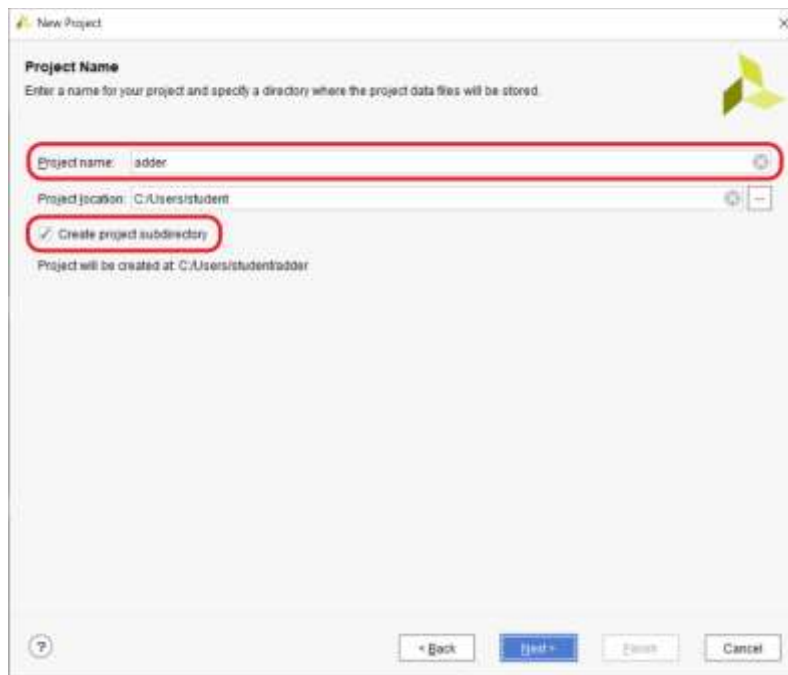 New Project
Project Name
Enter a name for your project and specify a directory where the project data files will be stored.
Project name: adder
Project location: C:/Users/student
Create project subdirectory
Project will be created at: C:/Users/student/adder
?
< Back
Next >
Finish
Cancel